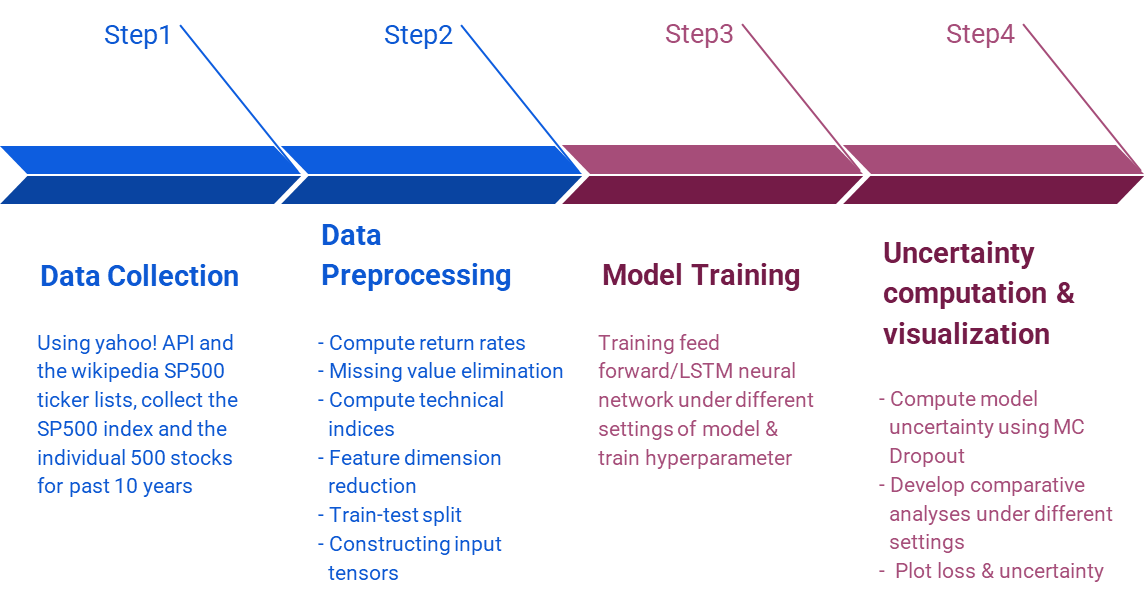 Step1
Step2
Step3
Step4
Data Collection
Using yahoo! API and
the wikipedia SP500
ticker lists, collect the
SP500 index and the
individual 500 stocks
for past 10 years
Data
Preprocessing
- Compute return rates
- Missing value elimination
- Compute technical
indices
- Feature dimension
reduction
- Train-test split
- Constructing input
tensors
Model Training
Training feed
forward/LSTM neural
network under different
settings of model &
train hyperparameter
Uncertainty
computation &
visualization
- Compute model
uncertainty using MC
Dropout
- Develop comparative
analyses under different
settings
- Plot loss & uncertainty